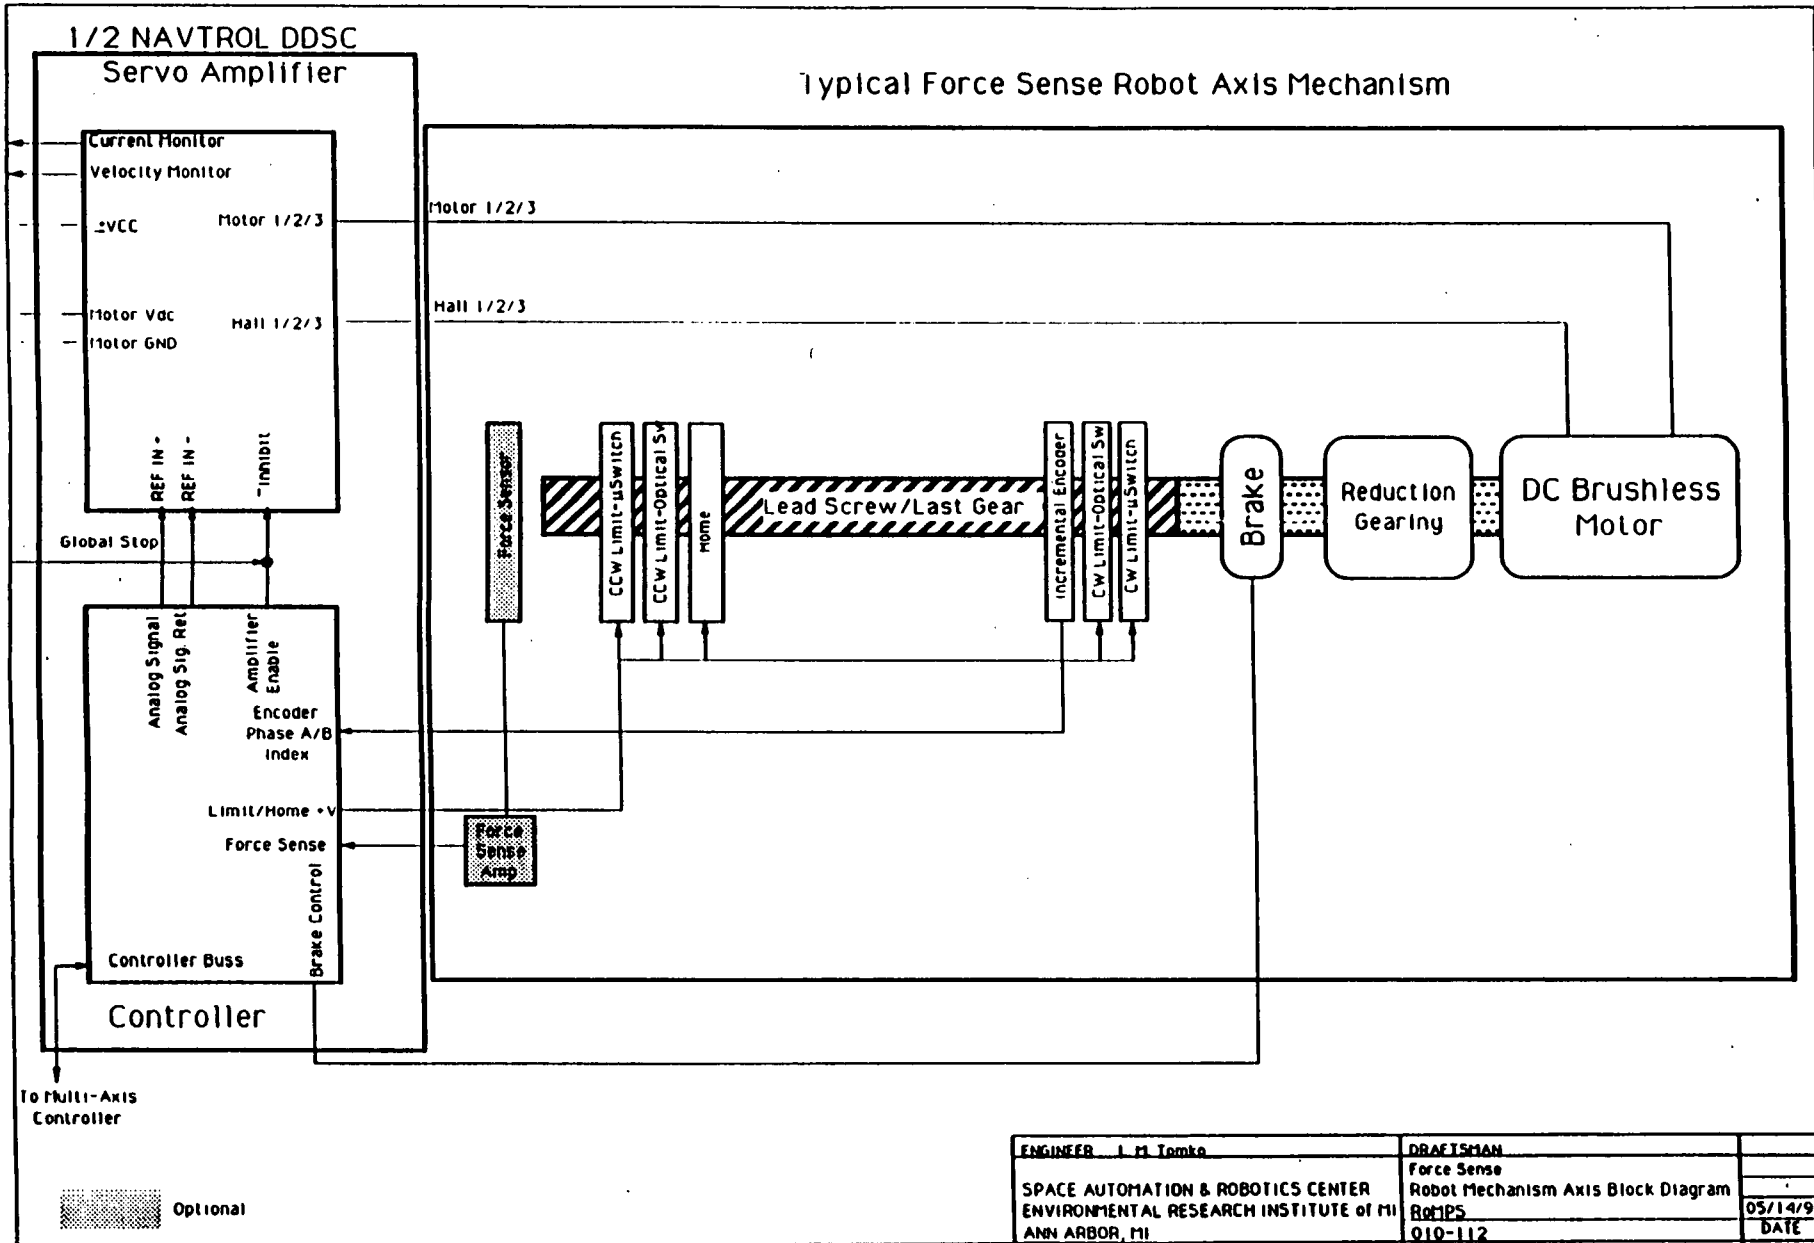 1/2 NAVTROL DDSC
Servo Amplifier
Typical Force Sense Robot Axis Mechanism
Current Monitor
Velocity Monitor
±VCC
Motor 1/2/3
Motor 1/2/3
Motor Vdc
Hall 1/2/3
Hall 1/2/3
Motor GND
REF IN -
REF IN -
-Inhibit
Global Stop
Force Sensor
CCW Limit-µSwitch
CCW Limit-Optical Sw
Home
Lead Screw/Last Gear
Incremental Encoder
CW Limit-Optical Sw
CW Limit-µSwitch
Brake
Reduction
Gearing
DC Brushless
Motor
Analog Signal
Analog Sig. Ret
Amplifier
Enable
Encoder
Phase A/B
Index
Limit/Home +V
Force Sense
Force
Sense
Amp
Brake Control
Controller Buss
Controller
To Multi-Axis
Controller
Optional
ENGINEER L M Tomko
SPACE AUTOMATION & ROBOTICS CENTER
ENVIRONMENTAL RESEARCH INSTITUTE of MI
ANN ARBOR, MI
DRAFTSMAN
Force Sense
Robot Mechanism Axis Block Diagram
RoMPS
010-112
05/14/9
DATE